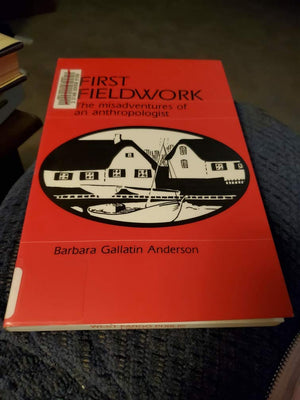 FIRST
FIELDWORK
The misadventures of
an anthropologist
Barbara Gallatin Anderson